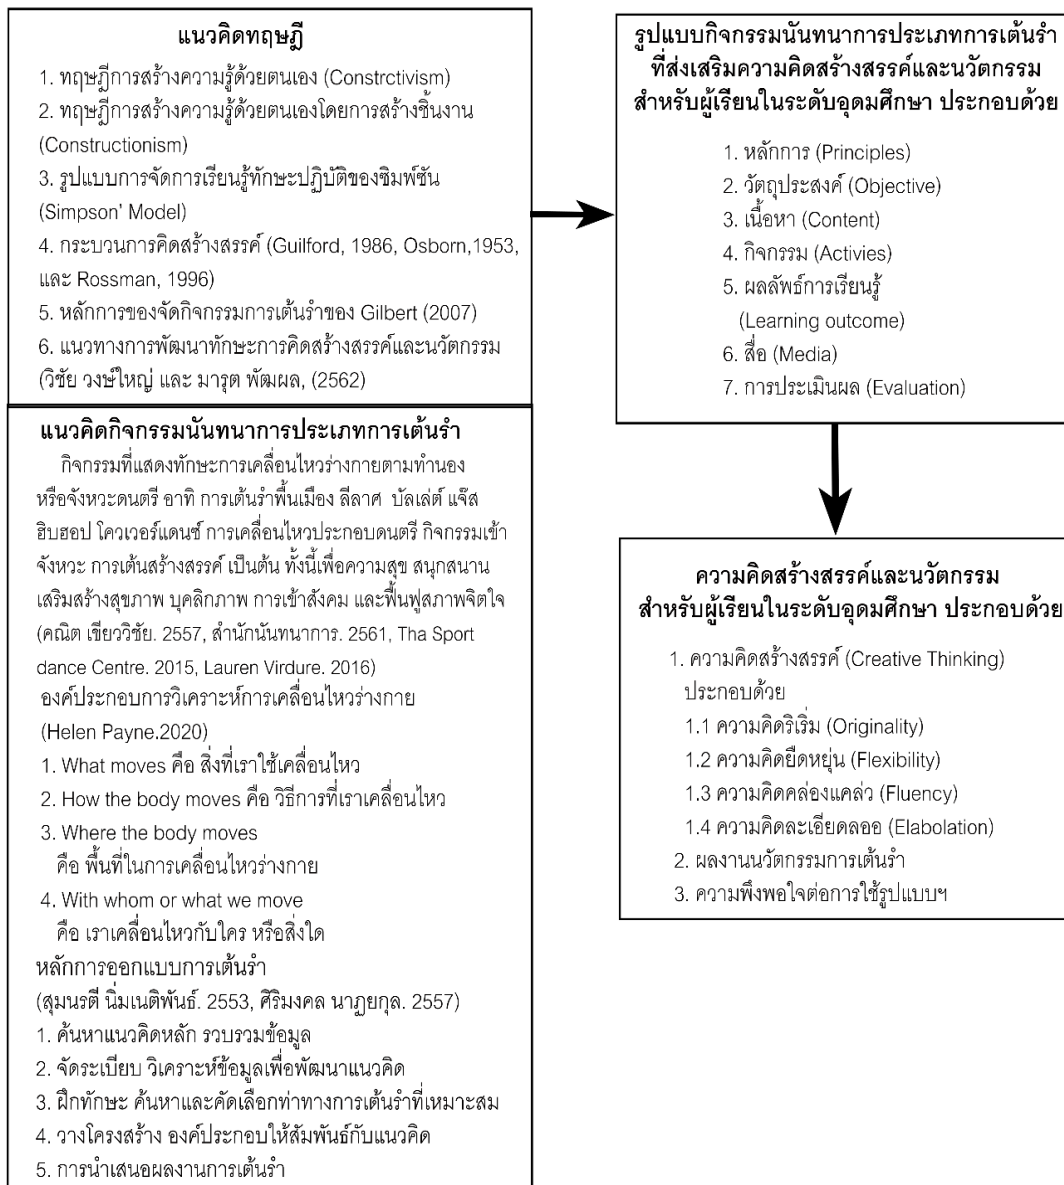 แนวคิดทฤษฎี
1. ทฤษฎีการสร้างความรู้ด้วยตนเอง (Constrctivism)
2. ทฤษฎีการสร้างความรู้ด้วยตนเองโดยการสร้างชิ้นงาน
(Constructionism)
3. รูปแบบการจัดการเรียนรู้ทักษะปฏิบัติของซิมพ์ซัน
(Simpson' Model)
4. กระบวนการคิดสร้างสรรค์ (Guilford, 1986, Osborn,1953,
และ Rossman, 1996)
5. หลักการของจัดกิจกรรมการเต้นรำของ Gilbert (2007)
6. แนวทางการพัฒนาทักษะการคิดสร้างสรรค์และนวัตกรรม
(วิชัย วงษ์ใหญ่ และ มารุต พัฒผล, (2562)
แนวคิดกิจกรรมนันทนาการประเภทการเต้นรำ
กิจกรรมที่แสดงทักษะการเคลื่อนไหวร่างกายตามทำนอง
หรือจังหวะดนตรี อาทิ การเต้นรำพื้นเมือง ลีลาศ บัลเล่ต์ แจ๊ส
ฮิบฮอป โควเวอร์แดนซ์ การเคลื่อนไหวประกอบดนตรี กิจกรรมเข้า
จังหวะ การเต้นสร้างสรรค์ เป็นต้น ทั้งนี้เพื่อความสุข สนุกสนาน
เสริมสร้างสุขภาพ บุคลิกภาพ การเข้าสังคม และฟื้นฟูสภาพจิตใจ
(คณิต เขียววิชัย. 2557, สำนักนันทนาการ. 2561, Tha Sport
dance Centre. 2015, Lauren Virdure. 2016)
องค์ประกอบการวิเคราะห์การเคลื่อนไหวร่างกาย
(Helen Payne.2020)
1. What moves คือ สิ่งที่เราใช้เคลื่อนไหว
2. How the body moves คือ วิธีการที่เราเคลื่อนไหว
3. Where the body moves
คือ พื้นที่ในการเคลื่อนไหวร่างกาย
4. With whom or what we move
คือ เราเคลื่อนไหวกับใคร หรือสิ่งใด
หลักการออกแบบการเต้นรำ
(สุมนรตี นิ่มเนติพันธ์. 2553, ศิริมงคล นาฏยกุล. 2557)
1. ค้นหาแนวคิดหลัก รวบรวมข้อมูล
2. จัดระเบียบ วิเคราะห์ข้อมูลเพื่อพัฒนาแนวคิด
3. ฝึกทักษะ ค้นหาและคัดเลือกท่าทางการเต้นรำที่เหมาะสม
4. วางโครงสร้าง องค์ประกอบให้สัมพันธ์กับแนวคิด
5. การนำเสนอผลงานการเต้นรำ
รูปแบบกิจกรรมนันทนาการประเภทการเต้นรำ
ที่ส่งเสริมความคิดสร้างสรรค์และนวัตกรรม
สำหรับผู้เรียนในระดับอุดมศึกษา ประกอบด้วย
1. หลักการ (Principles)
2. วัตถุประสงค์ (Objective)
3. เนื้อหา (Content)
4. กิจกรรม (Activies)
5. ผลลัพธ์การเรียนรู้
(Learning outcome)
6. สื่อ (Media)
7. การประเมินผล (Evaluation)
ความคิดสร้างสรรค์และนวัตกรรม
สำหรับผู้เรียนในระดับอุดมศึกษา ประกอบด้วย
1. ความคิดสร้างสรรค์ (Creative Thinking)
ประกอบด้วย
1.1 ความคิดริเริ่ม (Originality)
1.2 ความคิดยืดหยุ่น (Flexibility)
1.3 ความคิดคล่องแคล่ว (Fluency)
1.4 ความคิดละเอียดลออ (Elabolation)
2. ผลงานนวัตกรรมการเต้นรำ
3. ความพึงพอใจต่อการใช้รูปแบบฯ